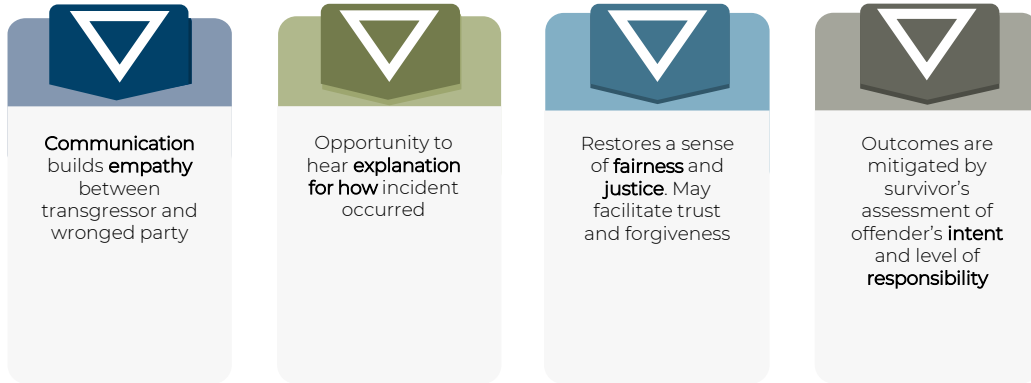 Communication
builds empathy
between
transgressor and
wronged party
Opportunity to
hear explanation
for how incident
occurred
Restores a sense
of fairness and
justice. May
facilitate trust
and forgiveness
Outcomes are
mitigated by
survivor's
assessment of
offender's intent
and level of
responsibility